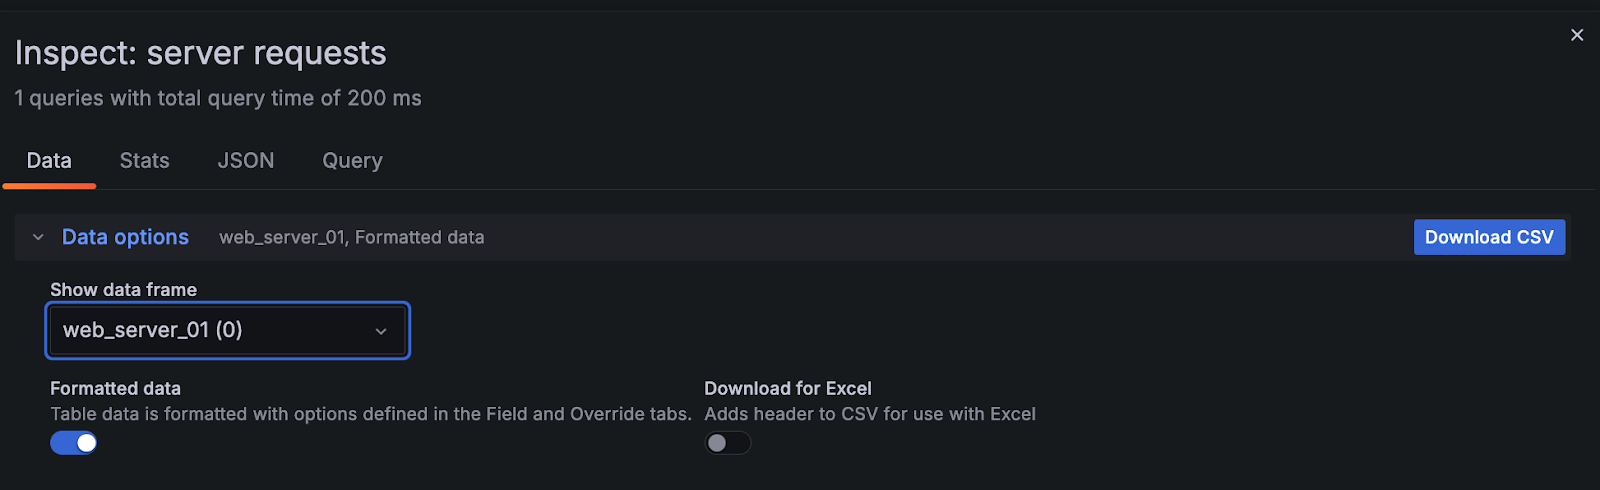 Inspect: server requests
1 queries with total query time of 200 ms
Data Stats JSON Query
Data options web_server_01, Formatted data Download CSV
Show data frame
web_server_01 (0)
Formatted data Download for Excel
Table data is formatted with options defined in the Field and Override tabs. Adds header to CSV for use with Excel